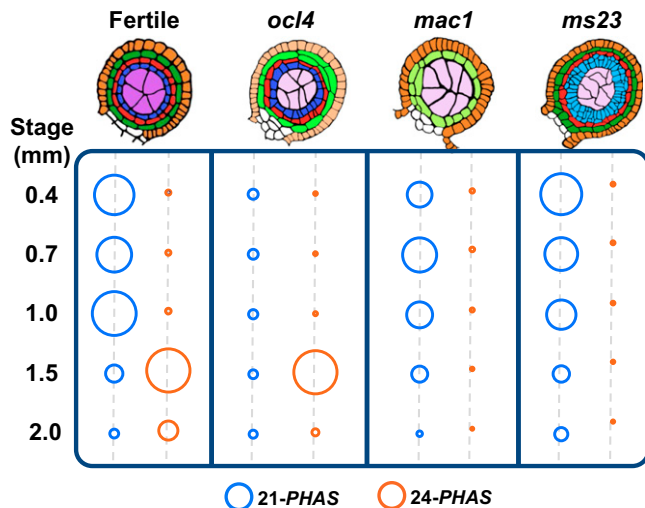 Fertile ocl4 mac1 ms23
Stage
(mm)
0.4
0.7
1.0
1.5
2.0
21-PHAS 24-PHAS